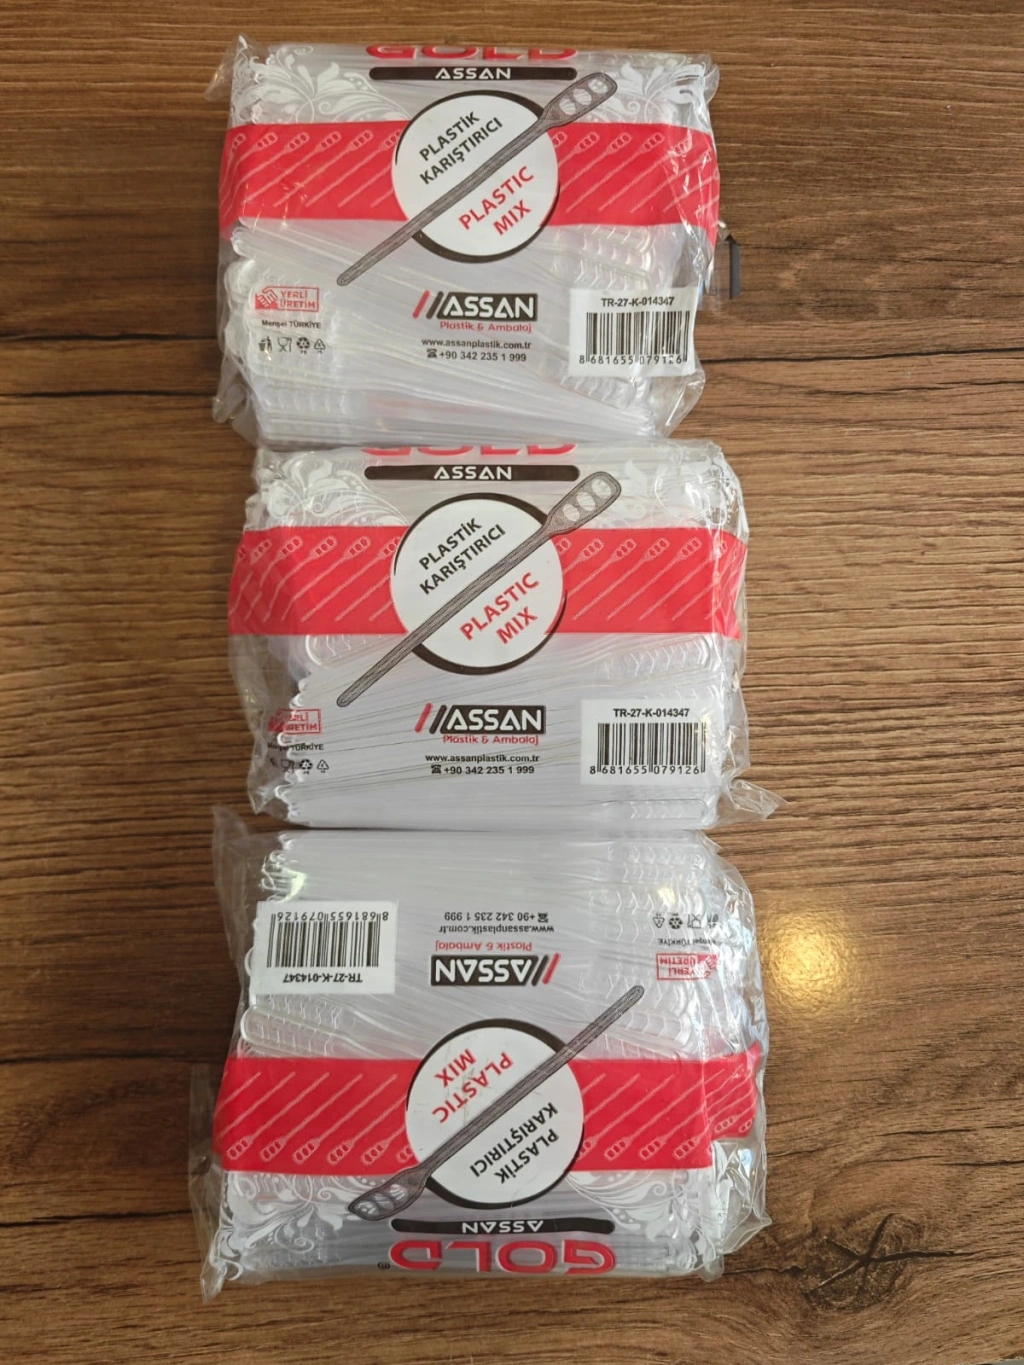 GOLD
ASSAN
PLASTİK
KARIŞTIRICI
PLASTIC
MIX
YERLİ
ÜRETİM
Menşei TÜRKİYE
ASSAN
Plastik & Ambalaj
www.assanplastik.com.tr
+90 342 235 1 999
TR-27-K-014347
8 681655 079126
GOLD
ASSAN
PLASTİK
KARIŞTIRICI
PLASTIC
MIX
YERLİ
ÜRETİM
Menşei TÜRKİYE
ASSAN
Plastik & Ambalaj
www.assanplastik.com.tr
+90 342 235 1 999
TR-27-K-014347
8 681655 079126
GOLD
ASSAN
PLASTİK
KARIŞTIRICI
PLASTIC
MIX
YERLİ
ÜRETİM
Menşei TÜRKİYE
ASSAN
Plastik & Ambalaj
www.assanplastik.com.tr
+90 342 235 1 999
TR-27-K-014347
8 681655 079126